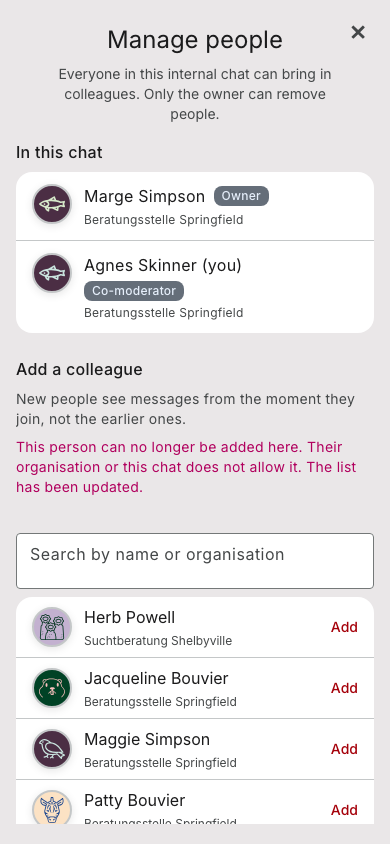 Manage people
Everyone in this internal chat can bring in
colleagues. Only the owner can remove
people.
In this chat
Marge Simpson Owner
Beratungsstelle Springfield
Agnes Skinner (you)
Co-moderator
Beratungsstelle Springfield
Add a colleague
New people see messages from the moment they
join, not the earlier ones.
This person can no longer be added here. Their
organisation or this chat does not allow it. The list
has been updated.
Search by name or organisation
Herb Powell
Suchtberatung Shelbyville
Add
Jacqueline Bouvier
Beratungsstelle Springfield
Add
Maggie Simpson
Beratungsstelle Springfield
Add
Patty Bouvier
Beratungsstelle Springfield
Add